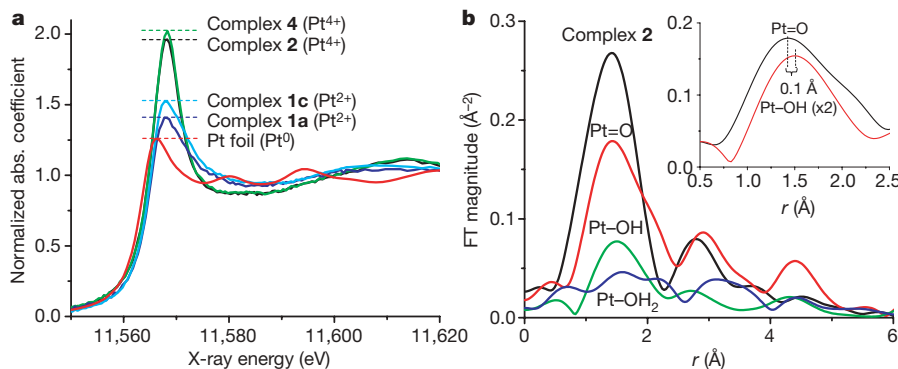 a
Normalized abs. coefficient
2.0
1.5
1.0
0.5
0.0
Complex 4 (Pt⁴⁺)
Complex 2 (Pt⁴⁺)
Complex 1c (Pt²⁺)
Complex 1a (Pt²⁺)
Pt foil (Pt⁰)
11,560 11,580 11,600 11,620
X-ray energy (eV)
b
FT magnitude (Å⁻²)
0.3
0.2
0.1
0.0
Complex 2
Pt=O
Pt–OH
Pt–OH₂
0 2 4 6
r (Å)
0.2
0.1
0.0
Pt=O
0.1 Å
Pt–OH (x2)
0.5 1.0 1.5 2.0 2.5
r (Å)